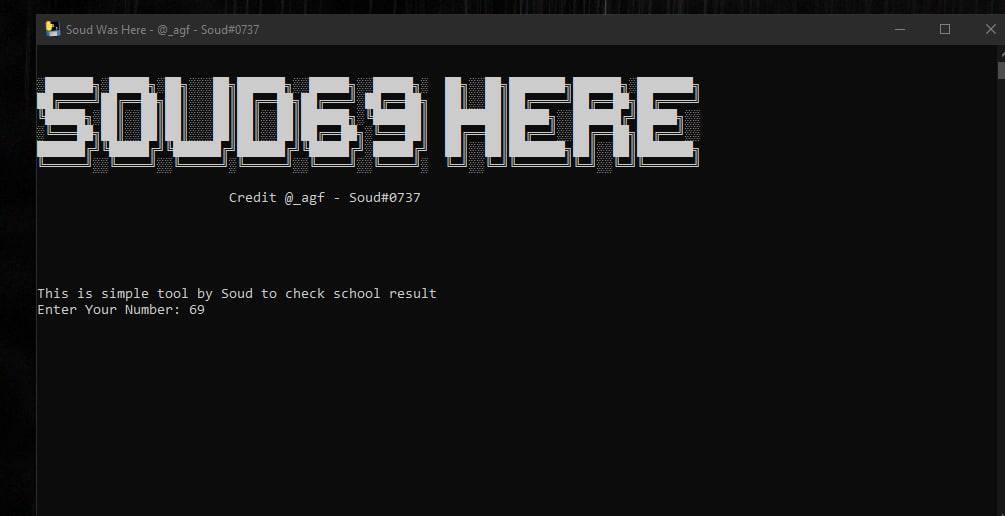 Soud Was Here - @_agf - Soud#0737
SOUD69 HERE
Credit @_agf - Soud#0737
This is simple tool by Soud to check school result
Enter Your Number: 69